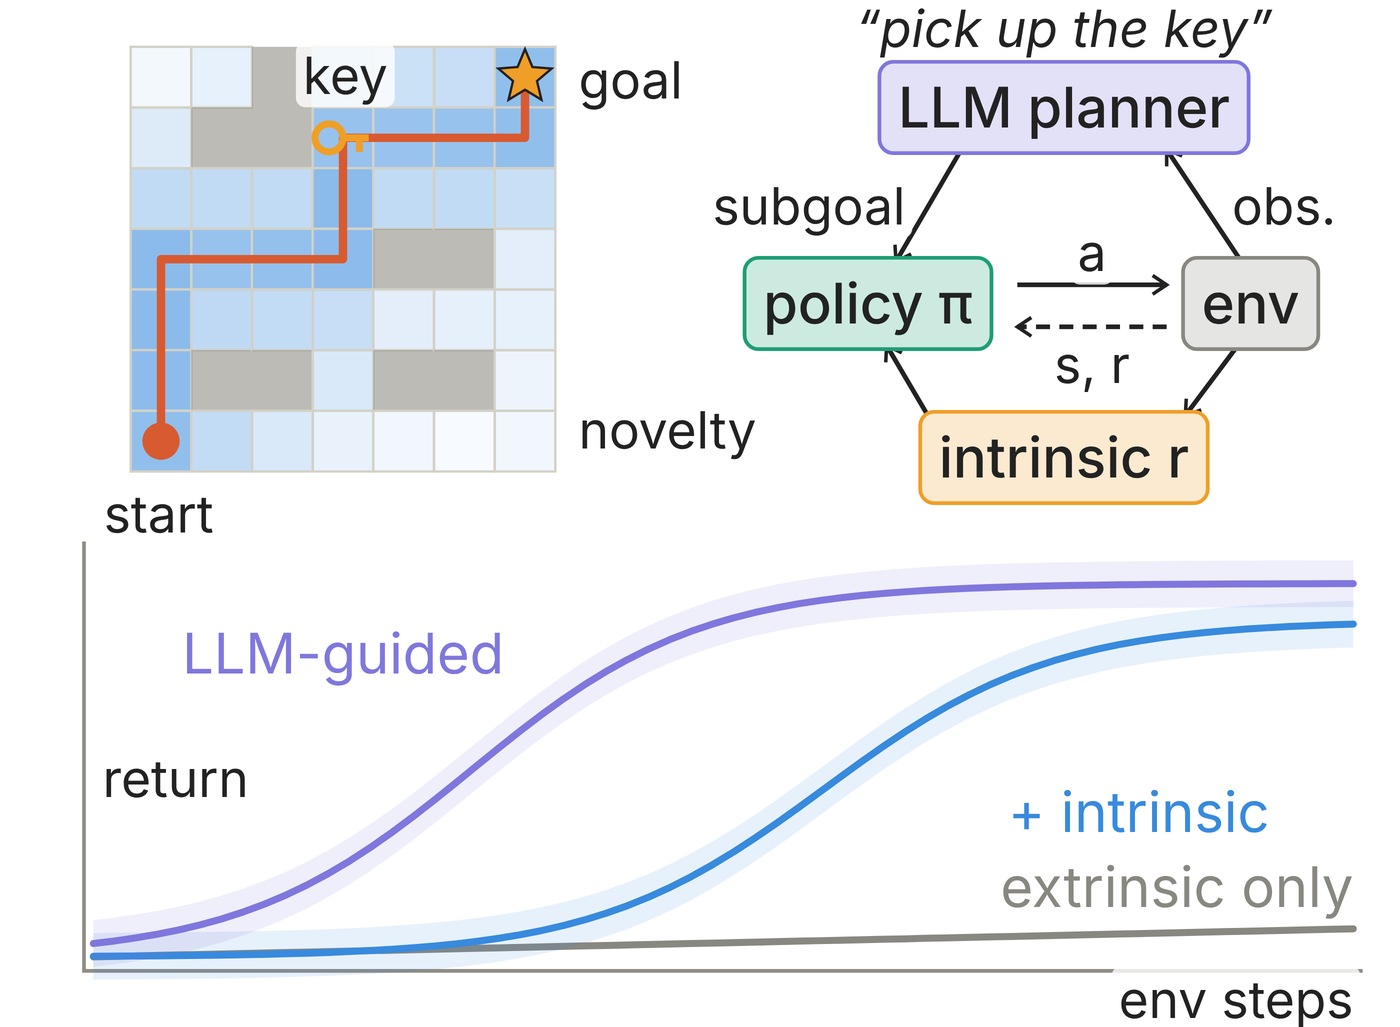 key
goal
novelty
start
“pick up the key”
LLM planner
subgoal
obs.
a
policy π
env
s, r
intrinsic r
LLM-guided
return
+ intrinsic
extrinsic only
env steps